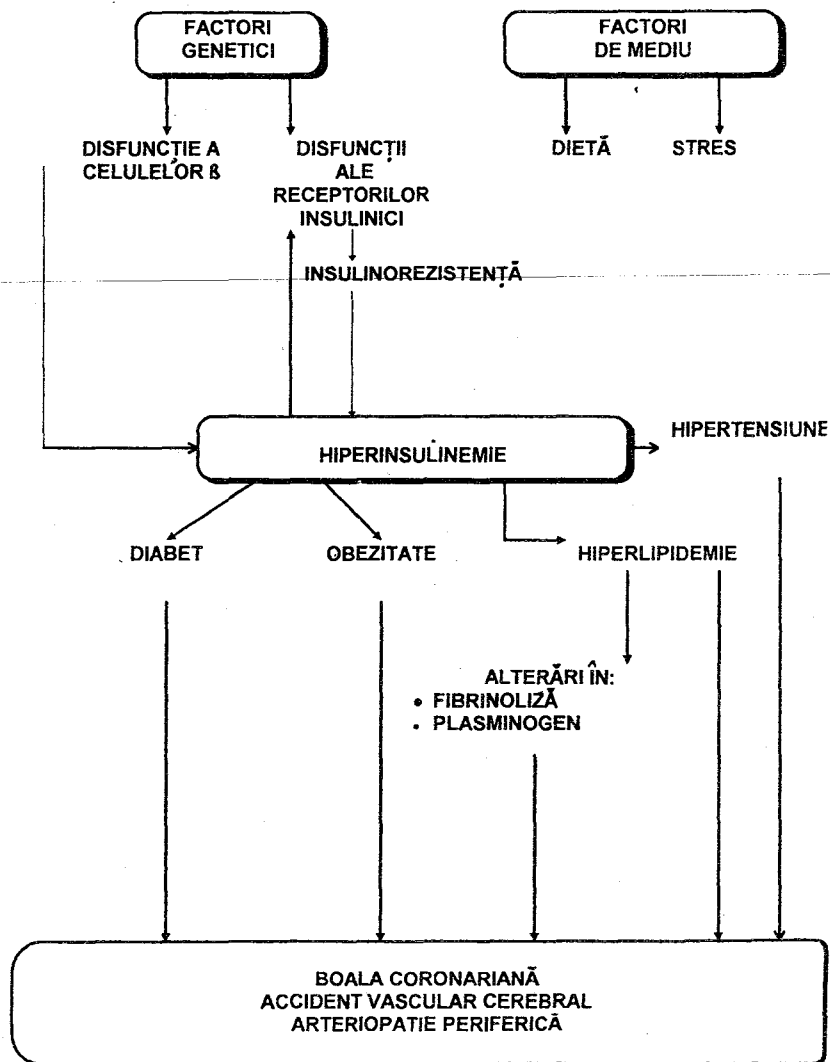 FACTORI
GENETICI
FACTORI
DE MEDIU
DISFUNCȚIE A
CELULELOR ß
DISFUNCȚII
ALE
RECEPTORILOR
INSULINICI
DIETĂ
STRES
INSULINOREZISTENȚĂ
HIPERINSULINEMIE
HIPERTENSIUNE
DIABET
OBEZITATE
HIPERLIPIDEMIE
ALTERĂRI ÎN:
• FIBRINOLIZĂ
• PLASMINOGEN
BOALA CORONARIANĂ
ACCIDENT VASCULAR CEREBRAL
ARTERIOPATIE PERIFERICĂ